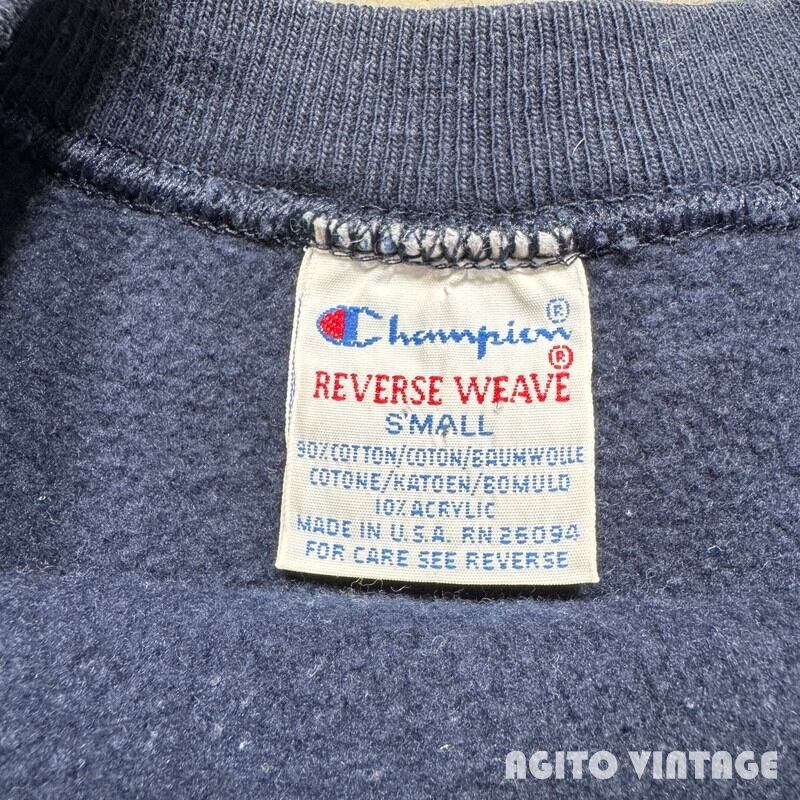 Champion®
REVERSE WEAVE®
SMALL
90% COTTON/COTON/BAUMWOLLE
COTONE/KATOEN/BOMULD
10% ACRYLIC
MADE IN U.S.A. RN 26094
FOR CARE SEE REVERSE
AGITO VINTAGE